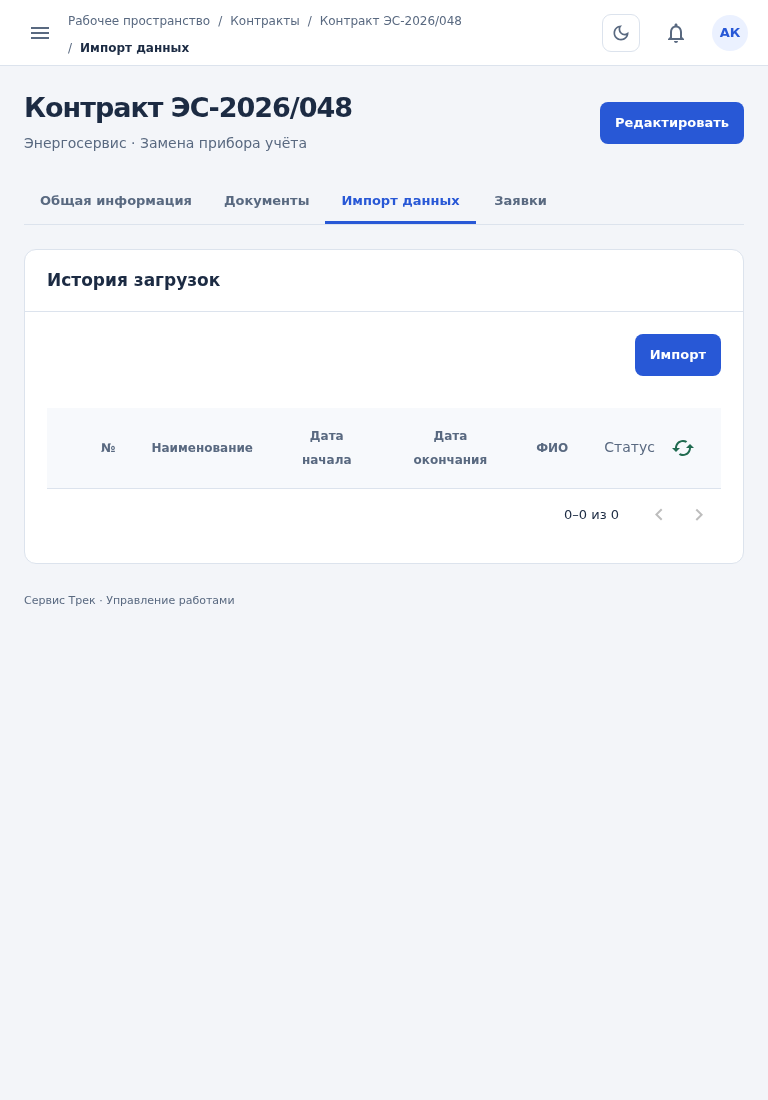 Рабочее пространство / Контракты / Контракт ЭС-2026/048
/ Импорт данных
АК
Контракт ЭС-2026/048
Энергосервис · Замена прибора учёта
Редактировать
Общая информация Документы Импорт данных Заявки
История загрузок
Импорт
№ Наименование Дата начала Дата окончания ФИО Статус
0–0 из 0
Сервис Трек · Управление работами